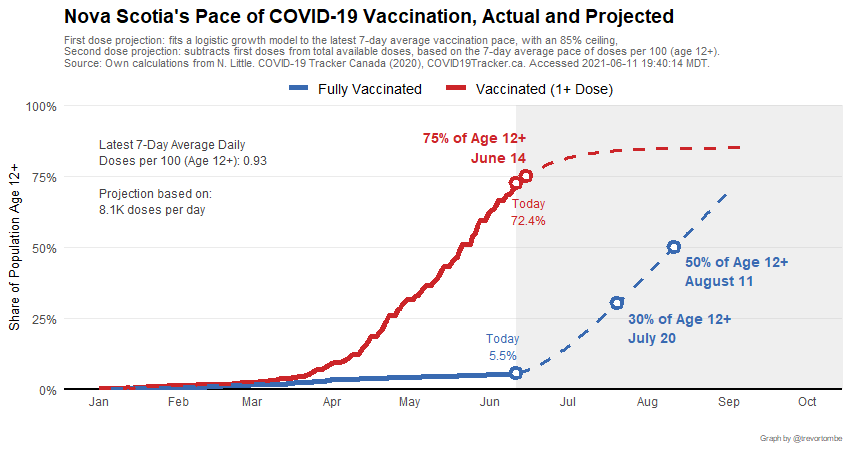 Nova Scotia's Pace of COVID-19 Vaccination, Actual and Projected
First dose projection: fits a logistic growth model to the latest 7-day average vaccination pace, with an 85% ceiling,
Second dose projection: subtracts first doses from total available doses, based on the 7-day average pace of doses per 100 (age 12+).
Source: Own calculations from N. Little. COVID-19 Tracker Canada (2020), COVID19Tracker.ca. Accessed 2021-06-11 19:40:14 MDT.
Fully Vaccinated
Vaccinated (1+ Dose)
Share of Population Age 12+
100%
75%
50%
25%
0%
Latest 7-Day Average Daily
Doses per 100 (Age 12+): 0.93
Projection based on:
8.1K doses per day
75% of Age 12+
June 14
Today
72.4%
50% of Age 12+
August 11
30% of Age 12+
July 20
Today
5.5%
Jan
Feb
Mar
Apr
May
Jun
Jul
Aug
Sep
Oct
Graph by @trevortombe